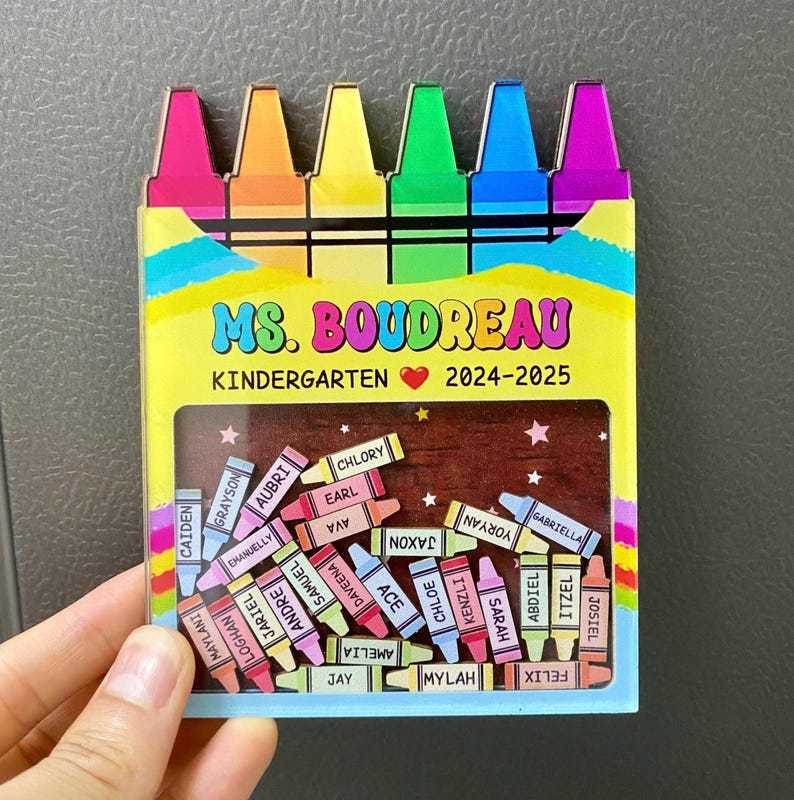 MS. BOUDREAU
KINDERGARTEN ❤ 2024-2025
CHLORY
AUBRI
GRAYSON
CAIDEN
EARL
AVA
EMANUELLY
JAXON
YORYAN
GABRIELLA
SAMUEL
DAVEENA
ACE
CHLOE
KENZLI
SARAH
ABDIEL
ITZEL
JOSIEL
ANDRE
JARIEL
LOGHAN
MAYLANI
AMELIA
JAY
MYLAH
FELIX